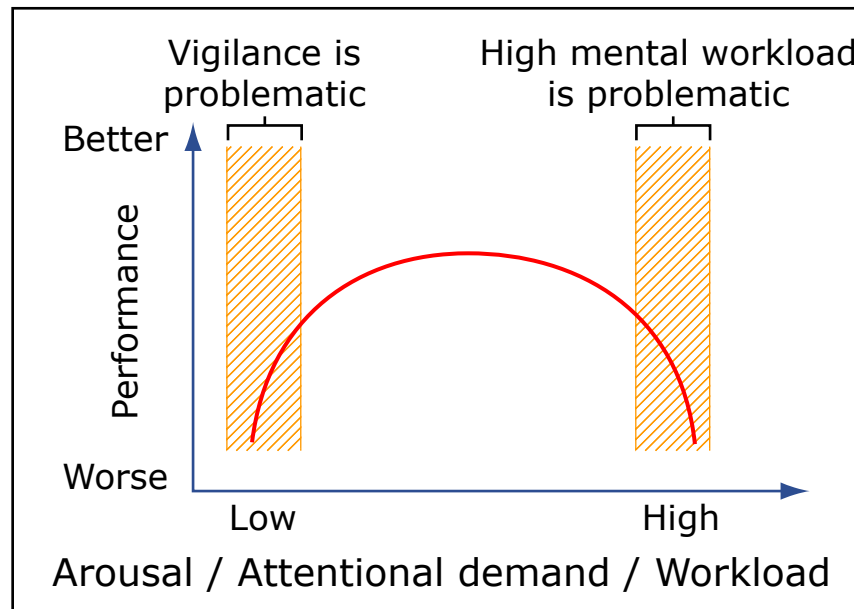 Vigilance is
problematic
High mental workload
is problematic
Better
Performance
Worse
Low
High
Arousal / Attentional demand / Workload